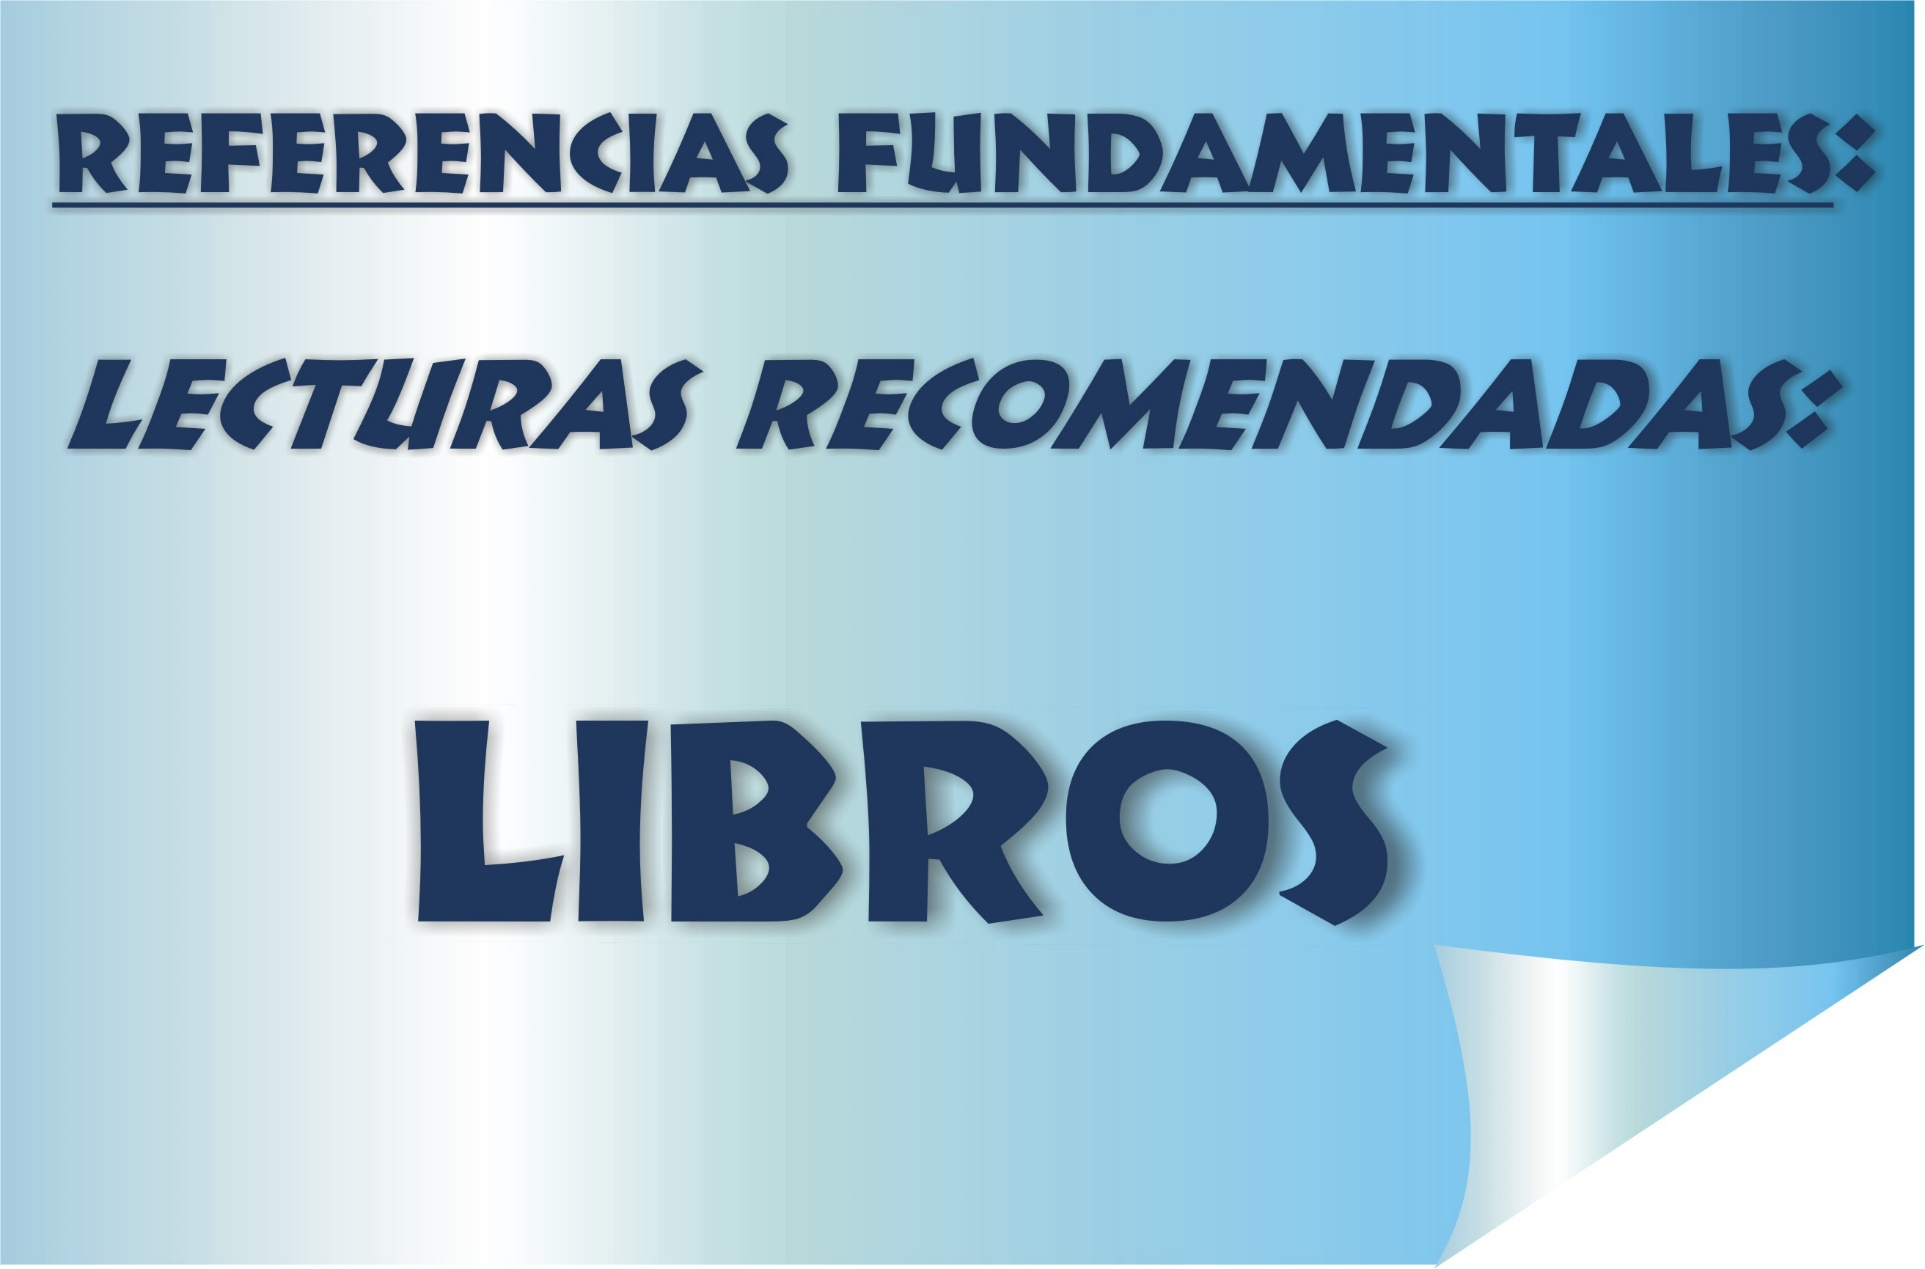 REFERENCIAS FUNDAMENTALES:
LECTURAS RECOMENDADAS:
LIBROS